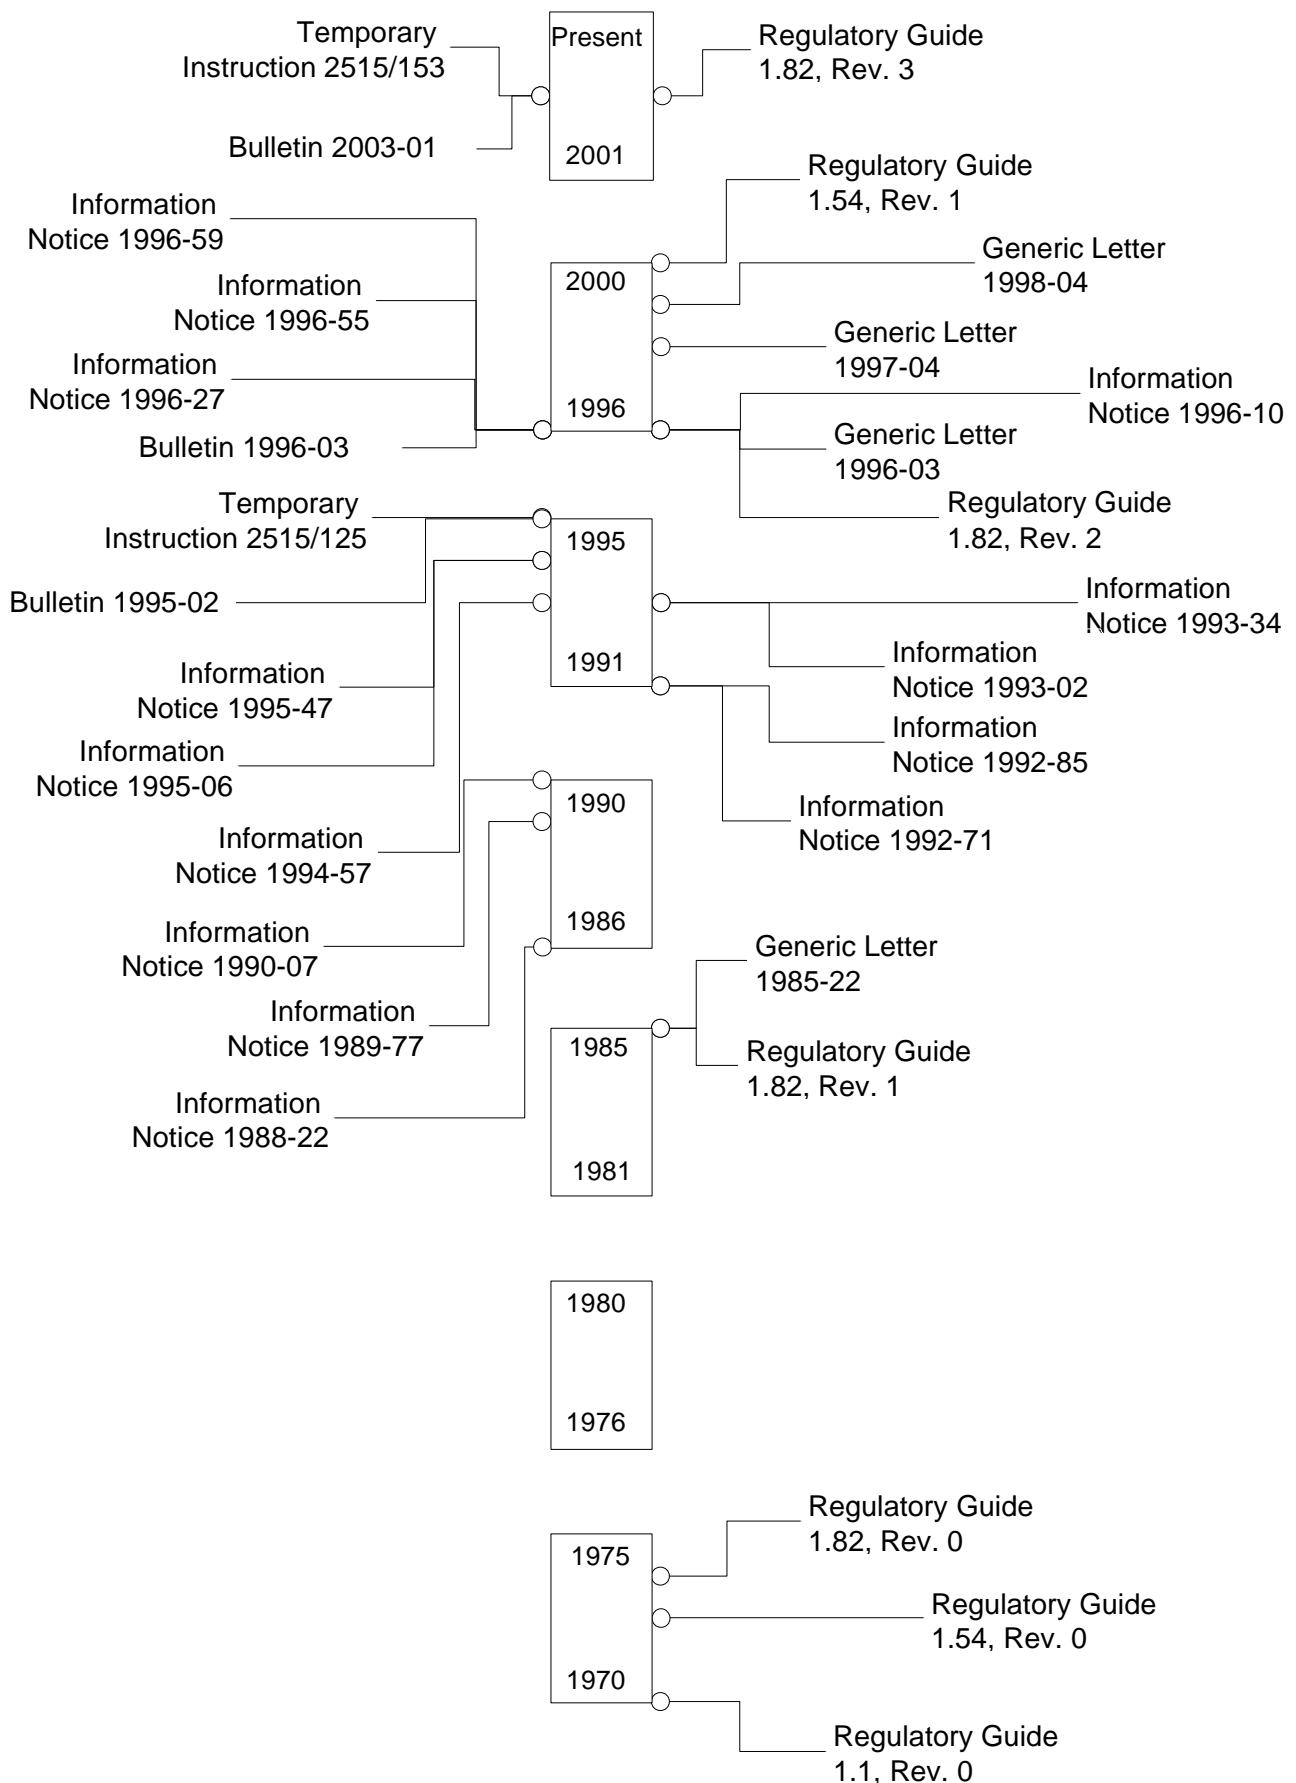 Temporary
Instruction 2515/153
Present
Regulatory Guide
1.82, Rev. 3
Bulletin 2003-01
2001
Regulatory Guide
1.54, Rev. 1
Information
Notice 1996-59
Generic Letter
1998-04
2000
Information
Notice 1996-55
Generic Letter
1997-04
Information
Notice 1996-27
Information
Notice 1996-10
1996
Bulletin 1996-03
Generic Letter
1996-03
Temporary
Instruction 2515/125
Regulatory Guide
1.82, Rev. 2
1995
Bulletin 1995-02
Information
Notice 1993-34
1991
Information
Notice 1993-02
Information
Notice 1995-47
Information
Notice 1992-85
Information
Notice 1995-06
1990
Information
Notice 1992-71
Information
Notice 1994-57
1986
Information
Notice 1990-07
Generic Letter
1985-22
Information
Notice 1989-77
1985
Regulatory Guide
1.82, Rev. 1
Information
Notice 1988-22
1981
1980
1976
Regulatory Guide
1.82, Rev. 0
1975
Regulatory Guide
1.54, Rev. 0
1970
Regulatory Guide
1.1, Rev. 0